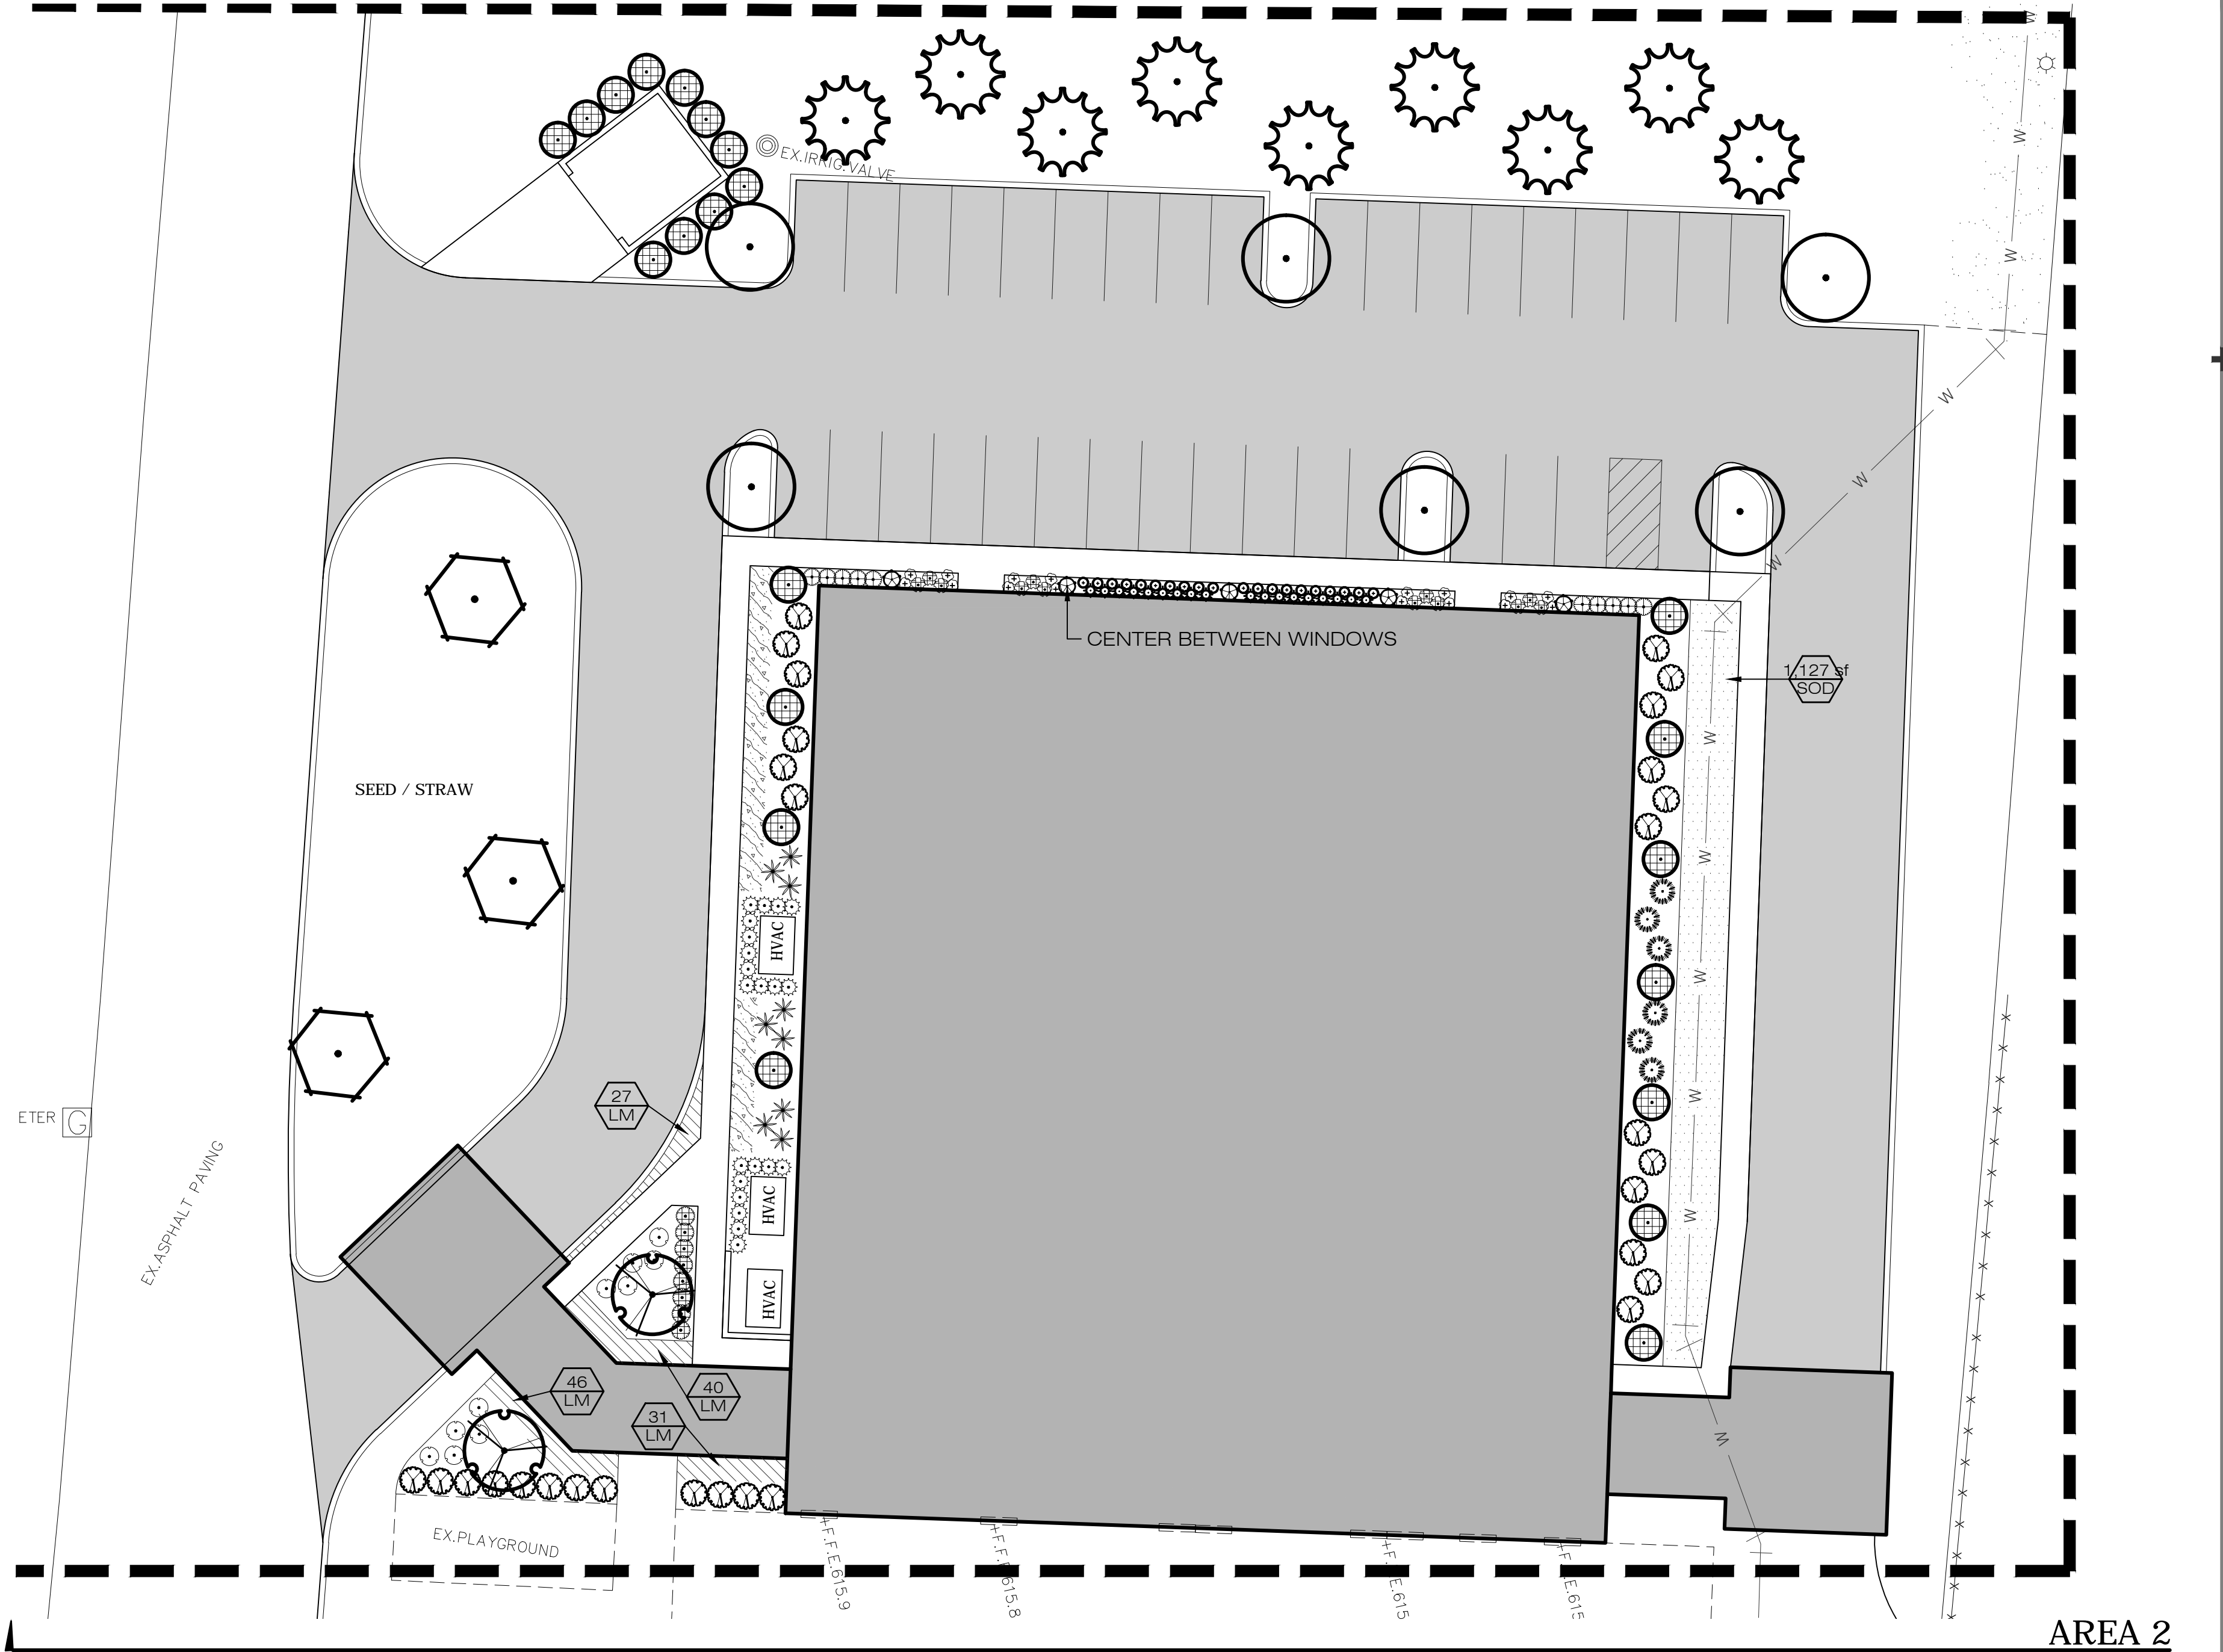 EX.IRRIG.VALVE
W
W
W
W
W
W
CENTER BETWEEN WINDOWS
1,127 sf
SOD
W
SEED / STRAW
W
HVAC
W
27
LM
ETER G
W
EX.ASPHALT PAVING
HVAC
W
HVAC
46
LM
40
LM
31
LM
W
EX.PLAYGROUND
F.F.E.615.9
F.F.E.615.8
F.F.E.615
F.F.E.615
AREA 2